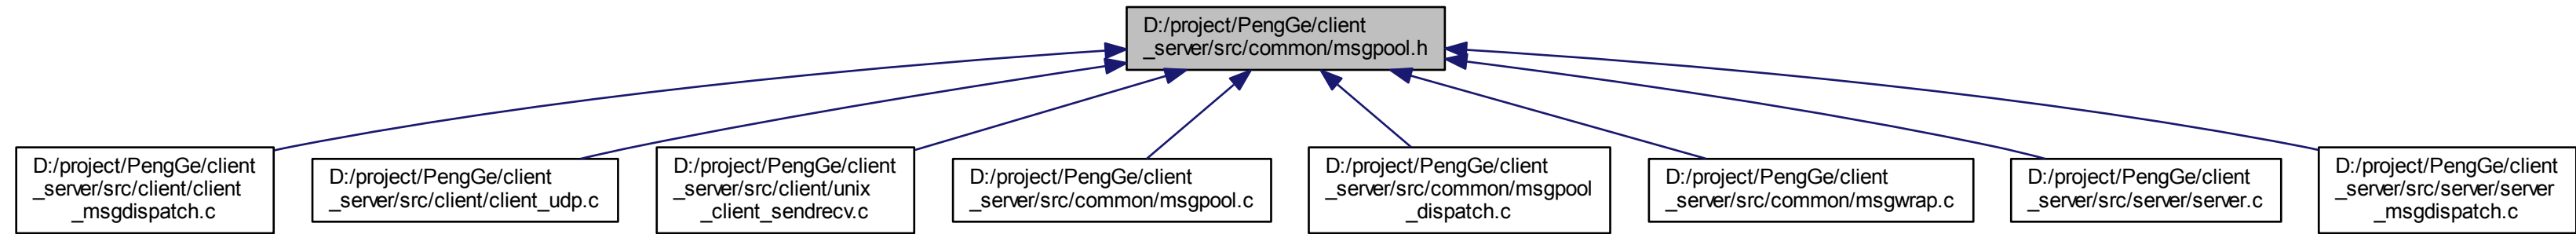 D:/project/PengGe/client
_server/src/common/msgpool.h
D:/project/PengGe/client
_server/src/client/client
_msgdispatch.c
D:/project/PengGe/client
_server/src/client/client_udp.c
D:/project/PengGe/client
_server/src/client/unix
_client_sendrecv.c
D:/project/PengGe/client
_server/src/common/msgpool.c
D:/project/PengGe/client
_server/src/common/msgpool
_dispatch.c
D:/project/PengGe/client
_server/src/common/msgwrap.c
D:/project/PengGe/client
_server/src/server/server.c
D:/project/PengGe/client
_server/src/server/server
_msgdispatch.c